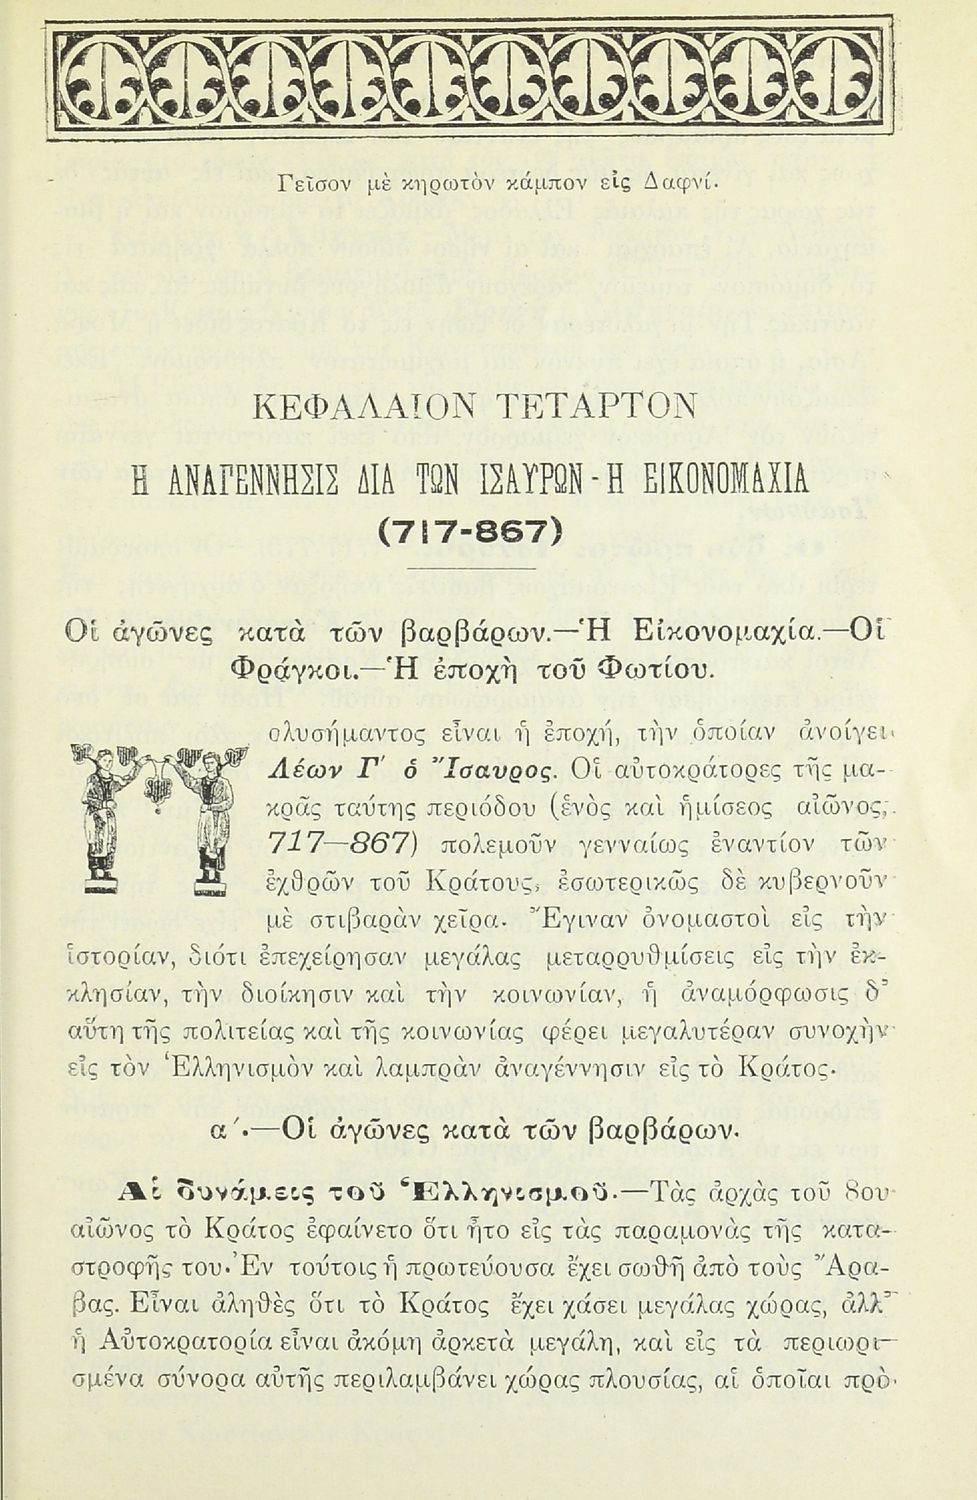 Γεῖσον μὲ κηρωτὸν κάμπον εἰς Δαφνί.
ΚΕΦΑΛΑΙΟΝ ΤΕΤΑΡΤΟΝ
Η ΑΝΑΓΕΝΝΗΣΙΣ ΔΙΑ ΤΩΝ ΙΣΑΥΡΩΝ - Η ΕΙΚΟΝΟΜΑΧΙΑ
(717-867)
Οἱ ἀγῶνες κατὰ τῶν βαρβάρων.—Ἡ Εἰκονομαχία.—Οἱ
Φράγκοι.—Ἡ ἐποχὴ τοῦ Φωτίου.
Πολυσήμαντος εἶναι ἡ ἐποχή, τὴν ὁποίαν ἀνοίγει
Λέων Γ΄ ὁ Ἴσαυρος. Οἱ αὐτοκράτορες τῆς μα-
κρᾶς ταύτης περιόδου (ἑνὸς καὶ ἡμίσεος αἰῶνος,
717—867) πολεμοῦν γενναίως ἐναντίον τῶν
ἐχθρῶν τοῦ Κράτους, ἐσωτερικῶς δὲ κυβερνοῦν
μὲ στιβαρὰν χεῖρα. Ἔγιναν ὀνομαστοὶ εἰς τὴν
ἱστορίαν, διότι ἐπεχείρησαν μεγάλας μεταρρυθμίσεις εἰς τὴν ἐκ-
κλησίαν, τὴν διοίκησιν καὶ τὴν κοινωνίαν, ἡ ἀναμόρφωσις δ᾿
αὕτη τῆς πολιτείας καὶ τῆς κοινωνίας φέρει μεγαλυτέραν συνοχὴν
εἰς τὸν Ἑλληνισμὸν καὶ λαμπρὰν ἀναγέννησιν εἰς τὸ Κράτος.
α΄.—Οἱ ἀγῶνες κατὰ τῶν βαρβάρων.
Αἱ δυνάμεις τοῦ Ἑλληνισμοῦ.—Τὰς ἀρχὰς τοῦ 8ου
αἰῶνος τὸ Κράτος ἐφαίνετο ὅτι ἦτο εἰς τὰς παραμονὰς τῆς κατα-
στροφῆς του. Ἐν τούτοις ἡ πρωτεύουσα ἔχει σωθῆ ἀπὸ τοὺς Ἄρα-
βας. Εἶναι ἀληθὲς ὅτι τὸ Κράτος ἔχει χάσει μεγάλας χώρας, ἀλλ᾿
ἡ Αὐτοκρατορία εἶναι ἀκόμη ἀρκετὰ μεγάλη, καὶ εἰς τὰ περιωρι-
σμένα σύνορα αὐτῆς περιλαμβάνει χώρας πλουσίας, αἱ ὁποῖαι πρὸ